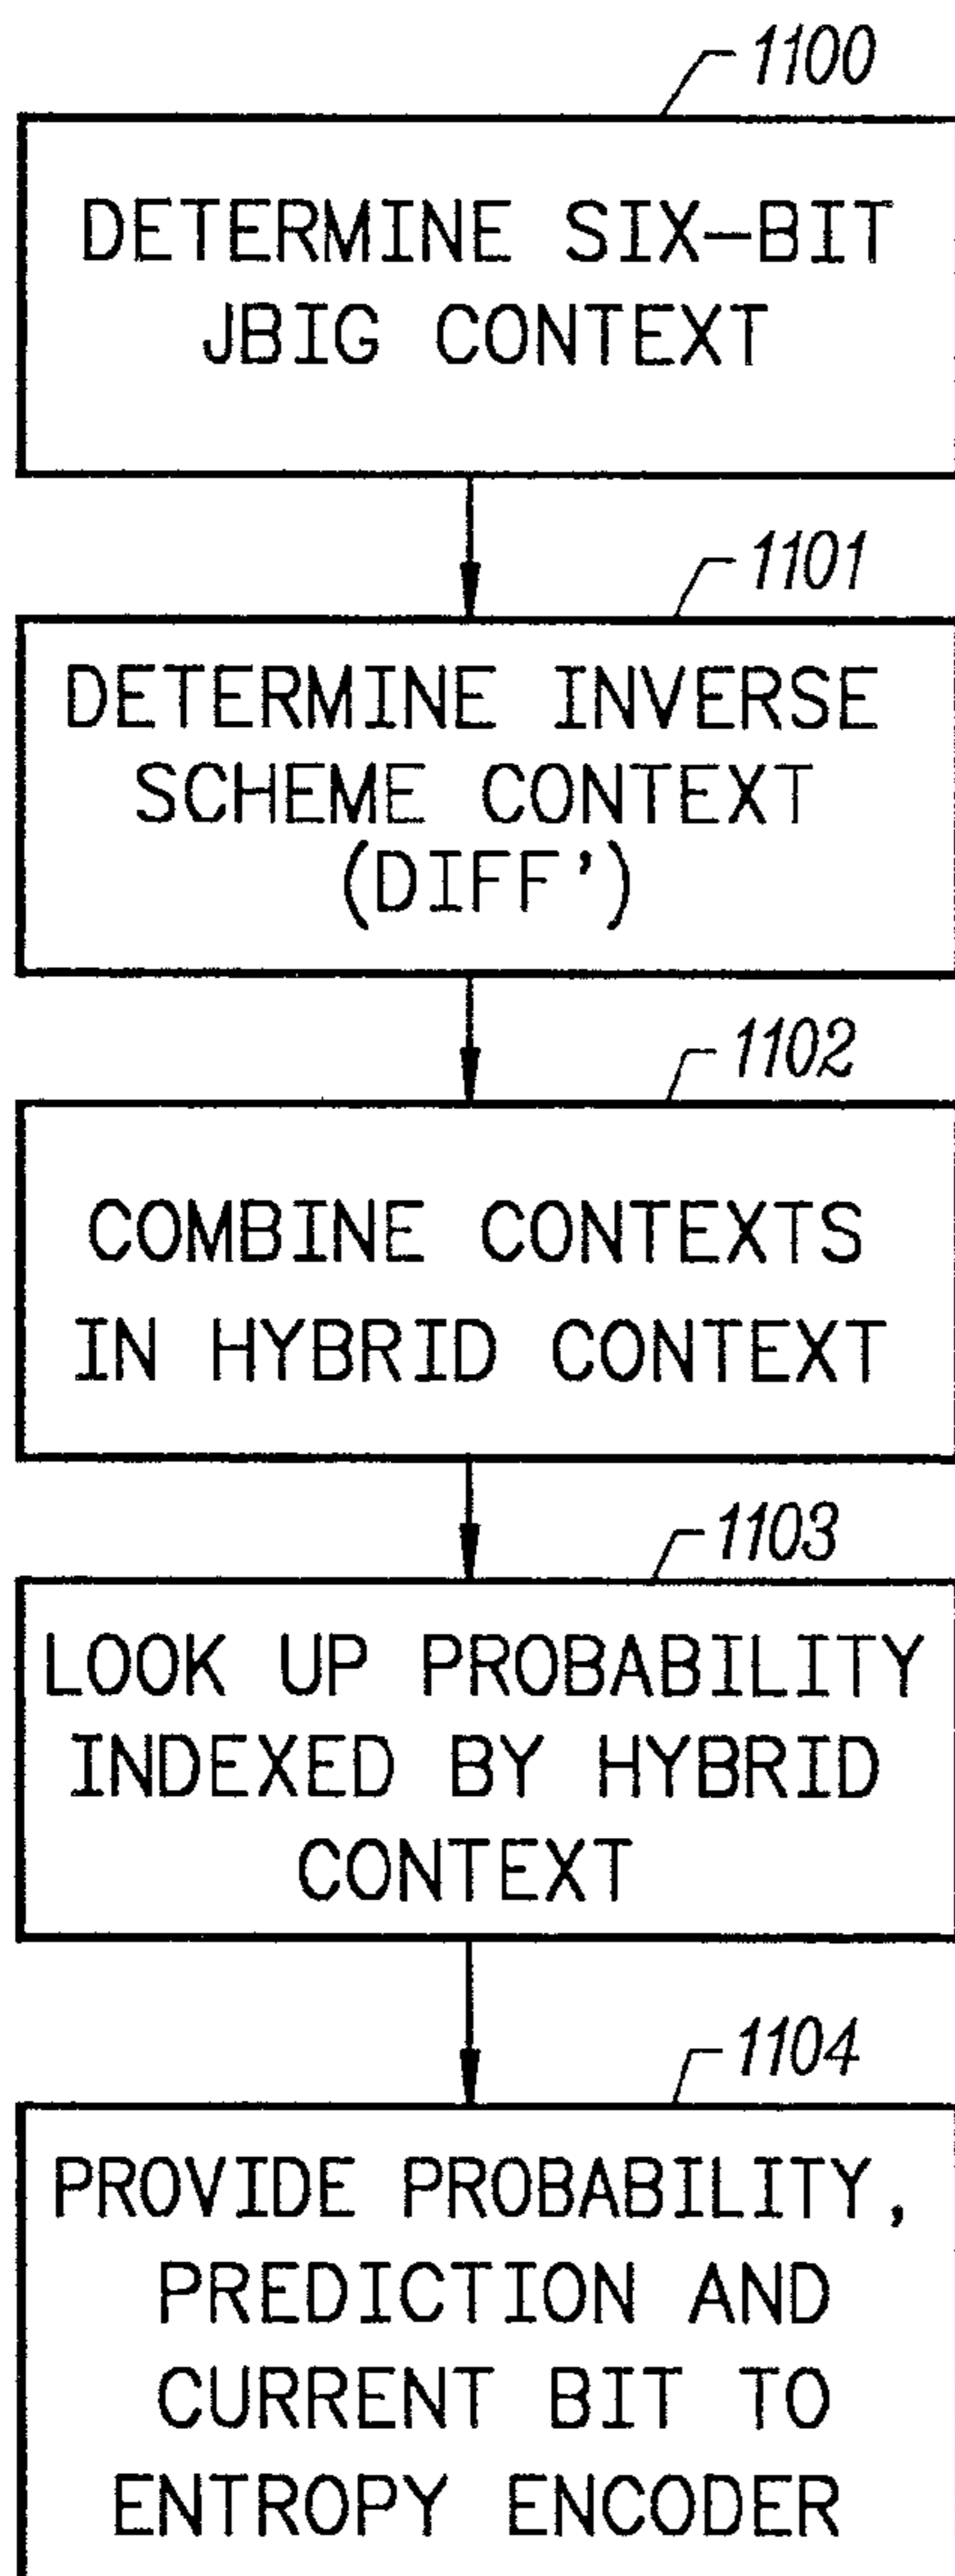 1100
DETERMINE SIX-BIT
JBIG CONTEXT
1101
DETERMINE INVERSE
SCHEME CONTEXT
(DIFF')
1102
COMBINE CONTEXTS
IN HYBRID CONTEXT
1103
LOOK UP PROBABILITY
INDEXED BY HYBRID
CONTEXT
1104
PROVIDE PROBABILITY,
PREDICTION AND
CURRENT BIT TO
ENTROPY ENCODER